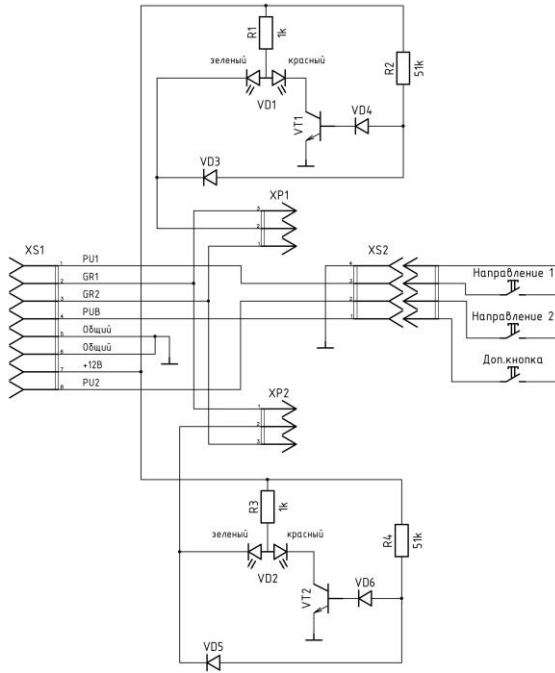 R1
1k
зеленый
красный
R2
51k
VD1
VT1
VD4
VD3
XP1
3
2
1
XS1
XS2
1 PU1
2 GR1
3 GR2
4 PUB
5 Общий
6 Общий
7 +12В
8 PU2
4
3
2
1
Направление 1
Направление 2
Доп.кнопка
XP2
1
2
3
R3
1k
зеленый
красный
R4
51k
VD2
VT2
VD6
VD5